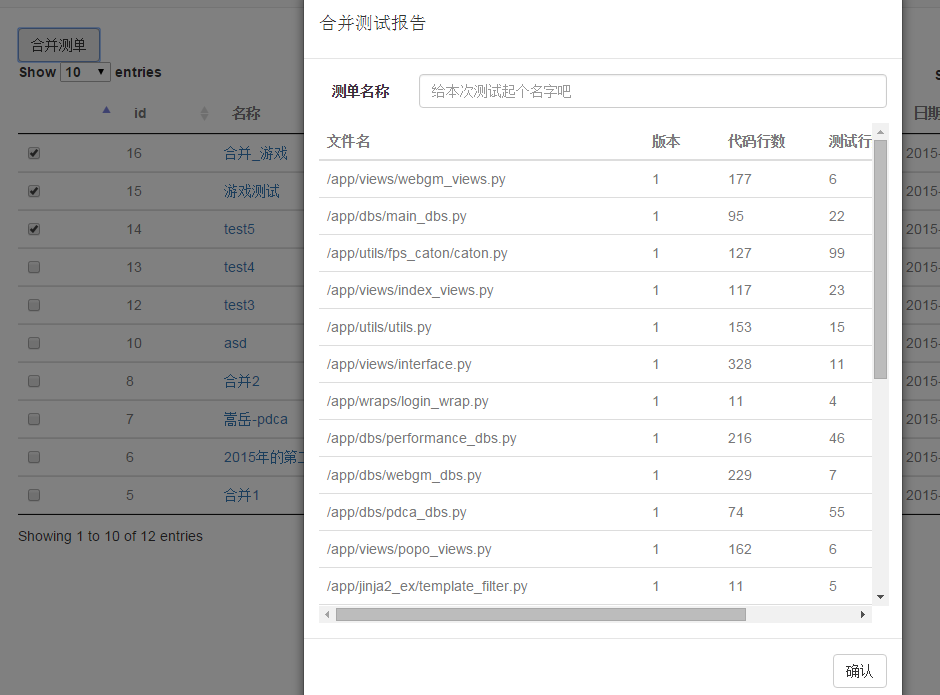 合并测单
Show 10 entries
id 名称
16 合并_游戏
15 游戏测试
14 test5
13 test4
12 test3
10 asd
8 合并2
7 嵩岳-pdca
6 2015年的第二
5 合并1
Showing 1 to 10 of 12 entries
合并测试报告
测单名称 给本次测试起个名字吧
文件名 版本 代码行数 测试行
/app/views/webgm_views.py 1 177 6
/app/dbs/main_dbs.py 1 95 22
/app/utils/fps_caton/caton.py 1 127 99
/app/views/index_views.py 1 117 23
/app/utils/utils.py 1 153 15
/app/views/interface.py 1 328 11
/app/wraps/login_wrap.py 1 11 4
/app/dbs/performance_dbs.py 1 216 46
/app/dbs/webgm_dbs.py 1 229 7
/app/dbs/pdca_dbs.py 1 74 55
/app/views/popo_views.py 1 162 6
/app/jinja2_ex/template_filter.py 1 11 5
确认
S
日期
2015-
2015-
2015-
2015-
2015-
2015-
2015-
2015-
2015-
2015-